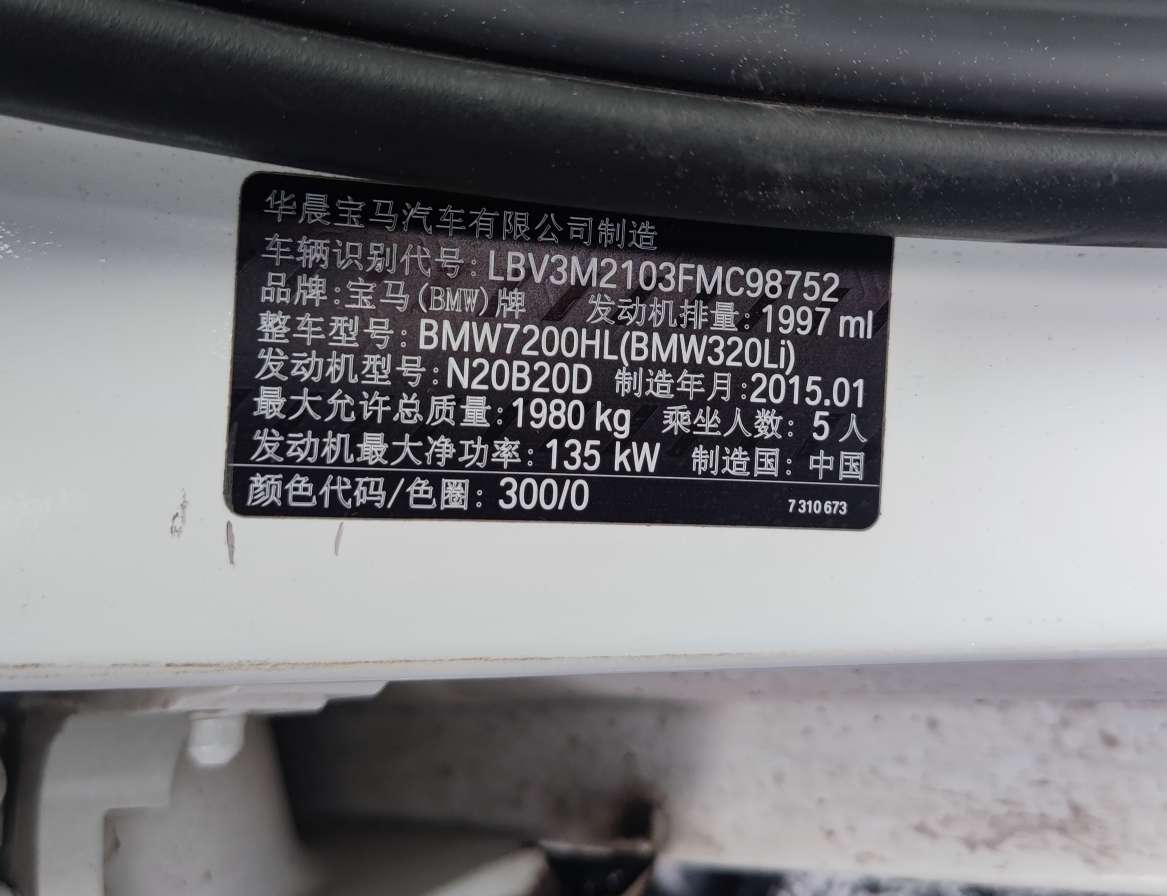 华晨宝马汽车有限公司制造
车辆识别代号:LBV3M2103FMC98752
品牌:宝马(BMW)牌 发动机排量:1997 ml
整车型号:BMW7200HL(BMW320Li)
发动机型号:N20B20D 制造年月:2015.01
最大允许总质量:1980 kg 乘坐人数:5人
发动机最大净功率:135 kW 制造国:中国
颜色代码/色圈:300/0 7310673